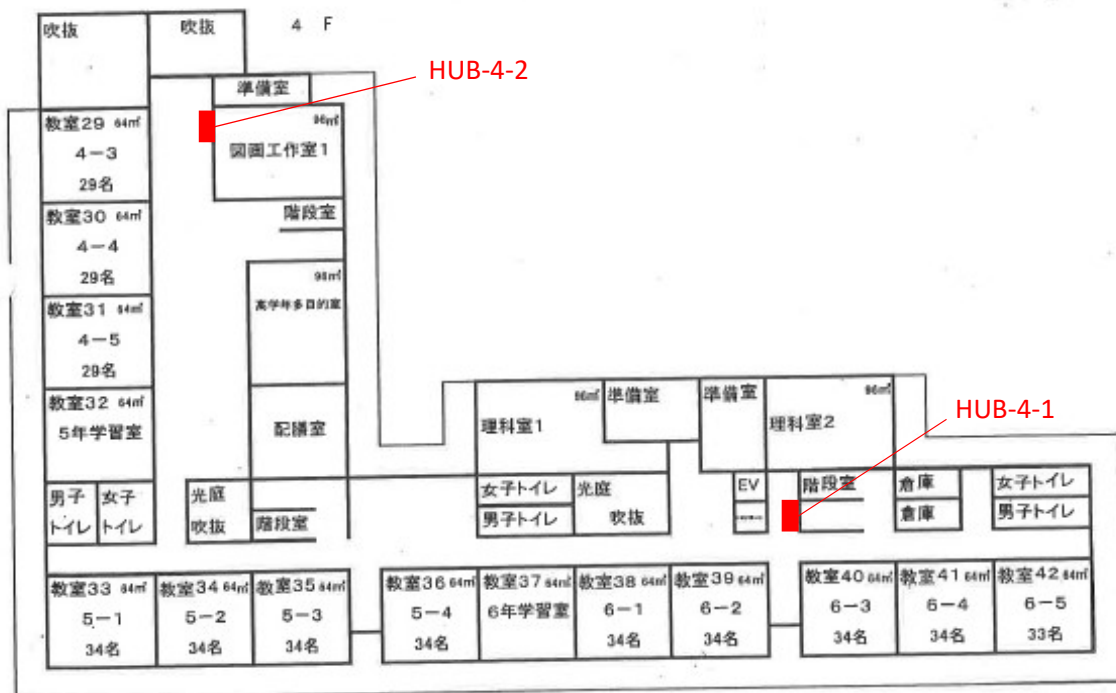 吹抜
吹抜
4 F
HUB-4-2
準備室
教室29 64㎡
4-3
29名
96㎡
図画工作室1
教室30 64㎡
4-4
29名
階段室
教室31 64㎡
4-5
29名
96㎡
高学年多目的室
教室32 64㎡
5年学習室
配膳室
96㎡
理科室1
準備室
準備室
96㎡
理科室2
HUB-4-1
男子
トイレ
女子
トイレ
光庭
吹抜
階段室
女子トイレ
男子トイレ
光庭
吹抜
EV
階段室
倉庫
倉庫
女子トイレ
男子トイレ
教室33 64㎡
5-1
34名
教室34 64㎡
5-2
34名
教室35 64㎡
5-3
34名
教室36 64㎡
5-4
34名
教室37 64㎡
6年学習室
教室38 64㎡
6-1
34名
教室39 64㎡
6-2
34名
教室40 64㎡
6-3
34名
教室41 64㎡
6-4
34名
教室42 64㎡
6-5
33名